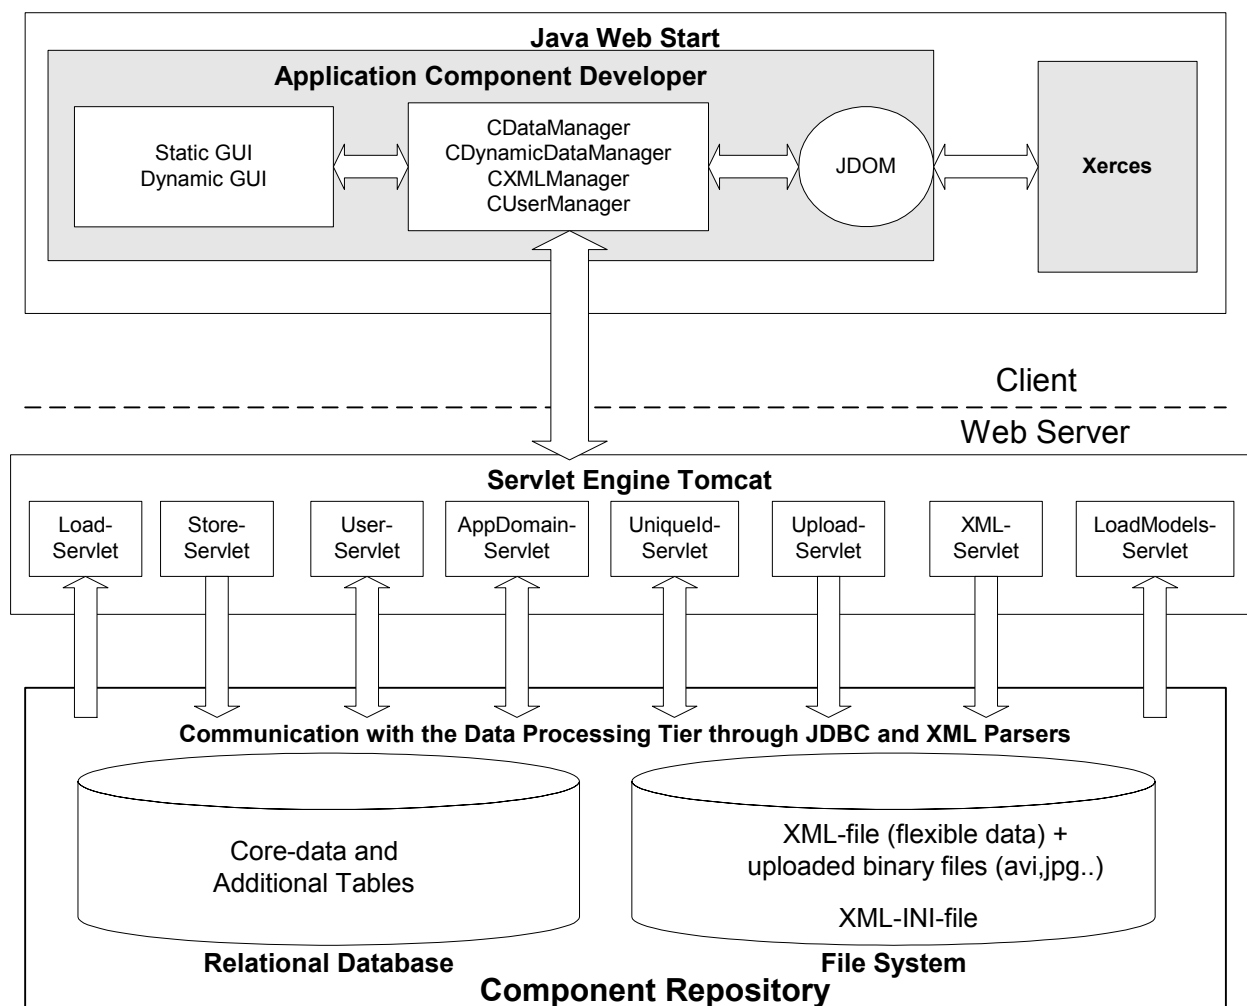 Java Web Start
Application Component Developer
Static GUI
Dynamic GUI
CDataManager
CDynamicDataManager
CXMLManager
CUserManager
JDOM
Xerces
Client
Web Server
Servlet Engine Tomcat
Load-
Servlet
Store-
Servlet
User-
Servlet
AppDomain-
Servlet
UniqueId-
Servlet
Upload-
Servlet
XML-
Servlet
LoadModels-
Servlet
Communication with the Data Processing Tier through JDBC and XML Parsers
Core-data and
Additional Tables
XML-file (flexible data) +
uploaded binary files (avi,jpg..)
XML-INI-file
Relational Database
File System
Component Repository